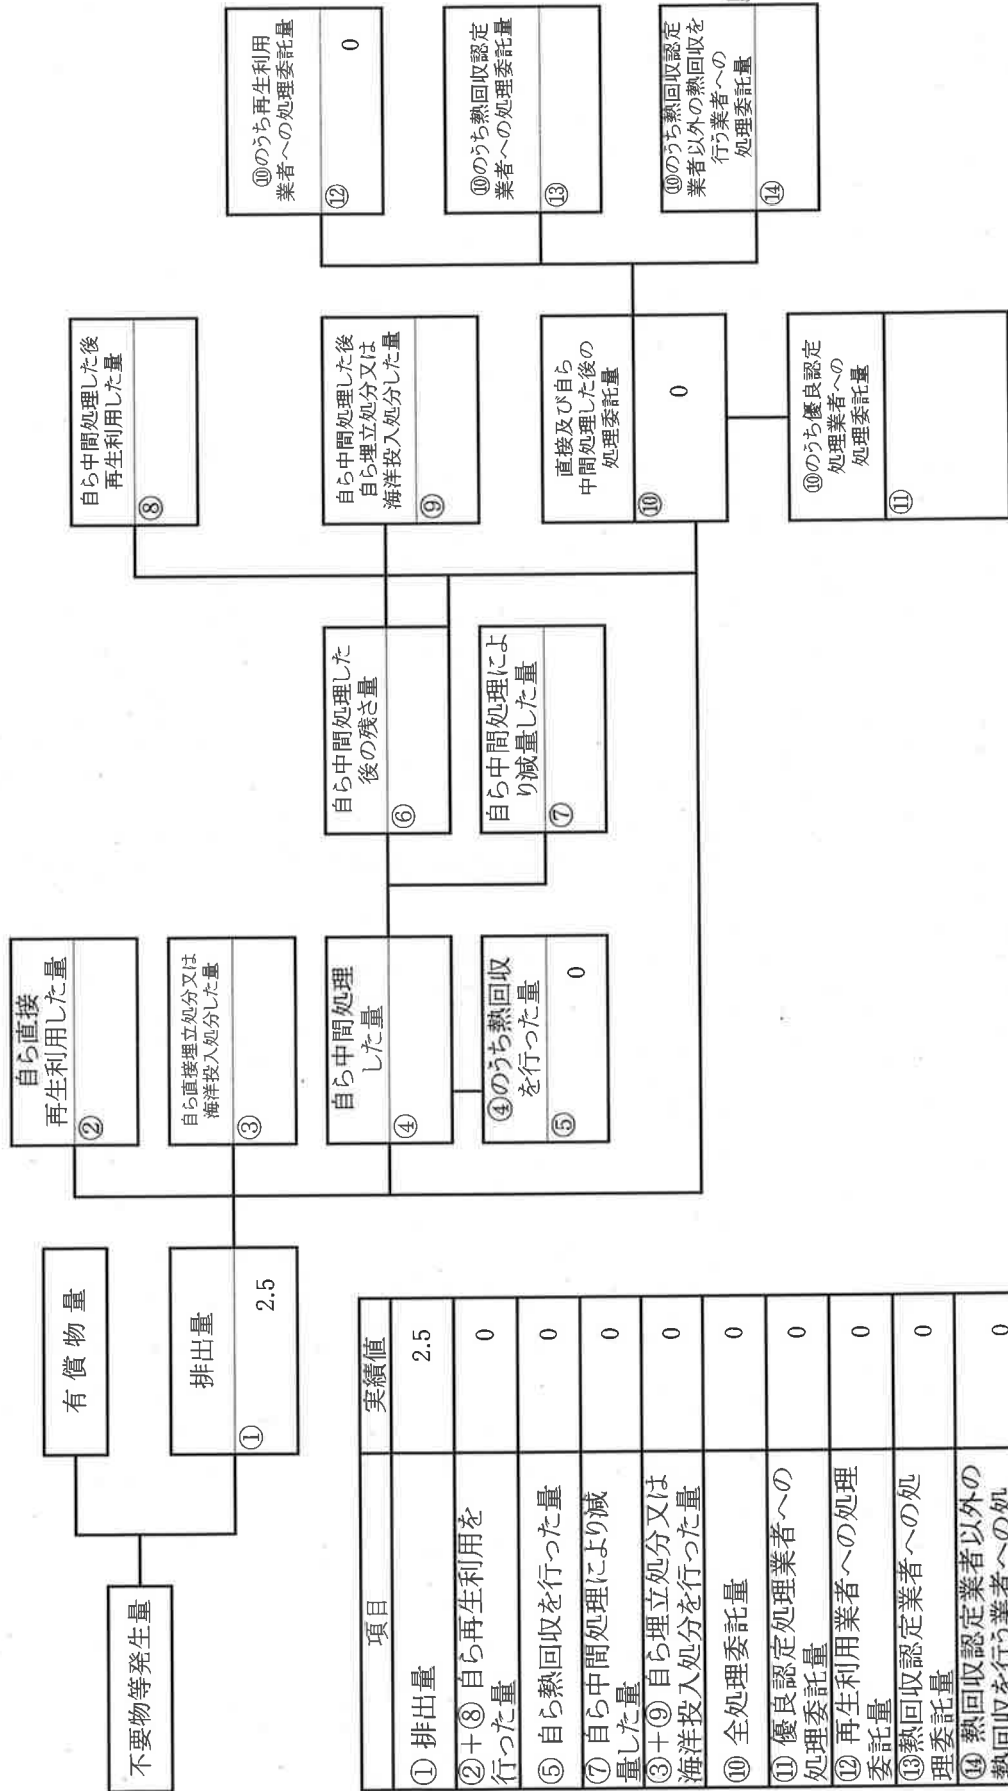 不要物等発生量
有償物量
排出量
① 2.5
自ら直接
再生利用した量
②
自ら直接埋立処分又は
海洋投入処分した量
③
自ら中間処理
した量
④
④のうち熱回収
を行った量
⑤ 0
自ら中間処理した
後の残さ量
⑥
自ら中間処理によ
り減量した量
⑦
自ら中間処理した後
再生利用した量
⑧
自ら中間処理した後
自ら埋立処分又は
海洋投入処分した量
⑨
直接及び自ら
中間処理した後の
処理委託量
⑩ 0
⑩のうち優良認定
処理業者への
処理委託量
⑪
⑩のうち再生利用
業者への処理委託量
⑫ 0
⑩のうち熱回収認定
業者への処理委託量
⑬
⑩のうち熱回収認定
業者以外の熱回収を
行う業者への
処理委託量
⑭
項目 実績値
① 排出量 2.5
②+⑧ 自ら再生利用を
行った量 0
⑤ 自ら熱回収を行った量 0
⑦ 自ら中間処理により減
量した量 0
③+⑨ 自ら埋立処分又は
海洋投入処分を行った量 0
⑩ 全処理委託量 0
⑪ 優良認定処理業者への
処理委託量 0
⑫ 再生利用業者への処理
委託量 0
⑬熱回収認定業者への処
理委託量 0
⑭ 熱回収認定業者以外の
熱回収を行う業者への処 0